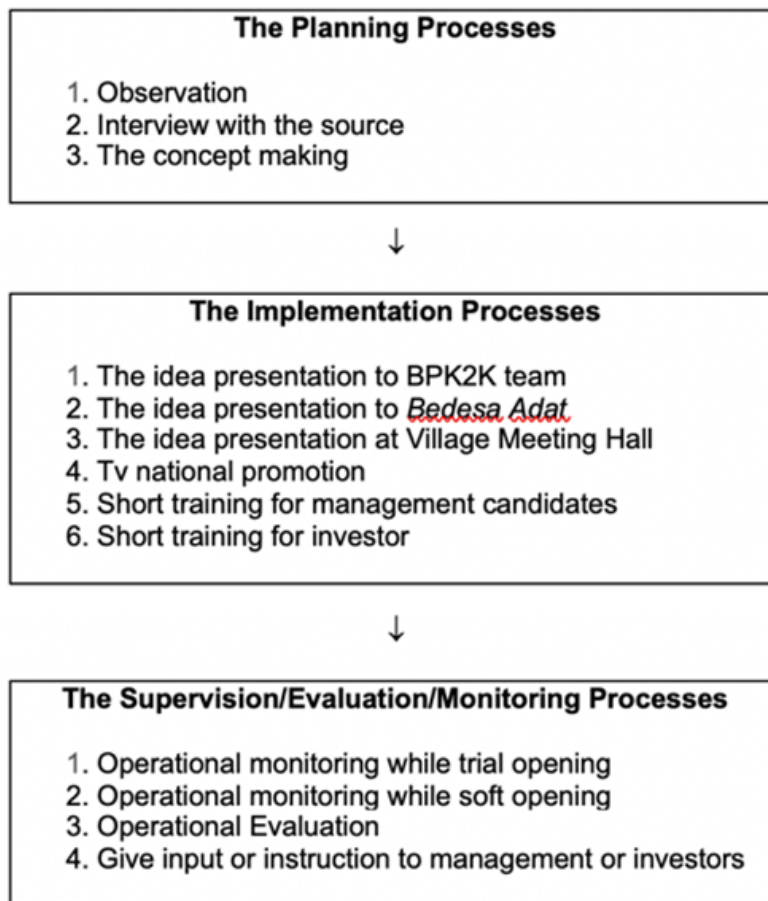 The Planning Processes
1. Observation
2. Interview with the source
3. The concept making
↓
The Implementation Processes
1. The idea presentation to BPK2K team
2. The idea presentation to Bedesa Adat
3. The idea presentation at Village Meeting Hall
4. Tv national promotion
5. Short training for management candidates
6. Short training for investor
↓
The Supervision/Evaluation/Monitoring Processes
1. Operational monitoring while trial opening
2. Operational monitoring while soft opening
3. Operational Evaluation
4. Give input or instruction to management or investors